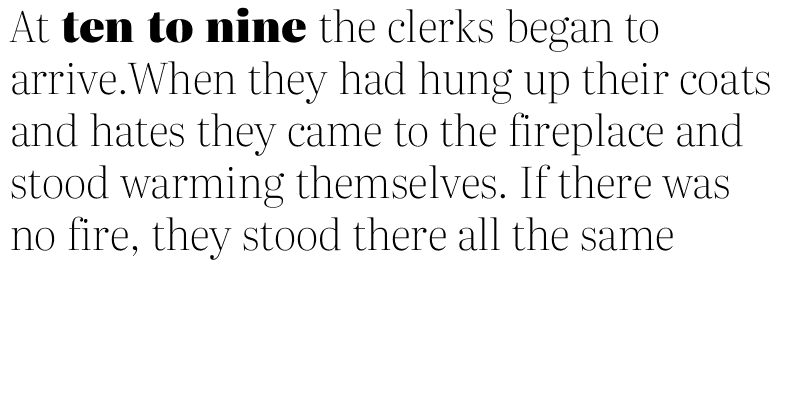 At ten to nine the clerks began to
arrive.When they had hung up their coats
and hates they came to the fireplace and
stood warming themselves. If there was
no fire, they stood there all the same